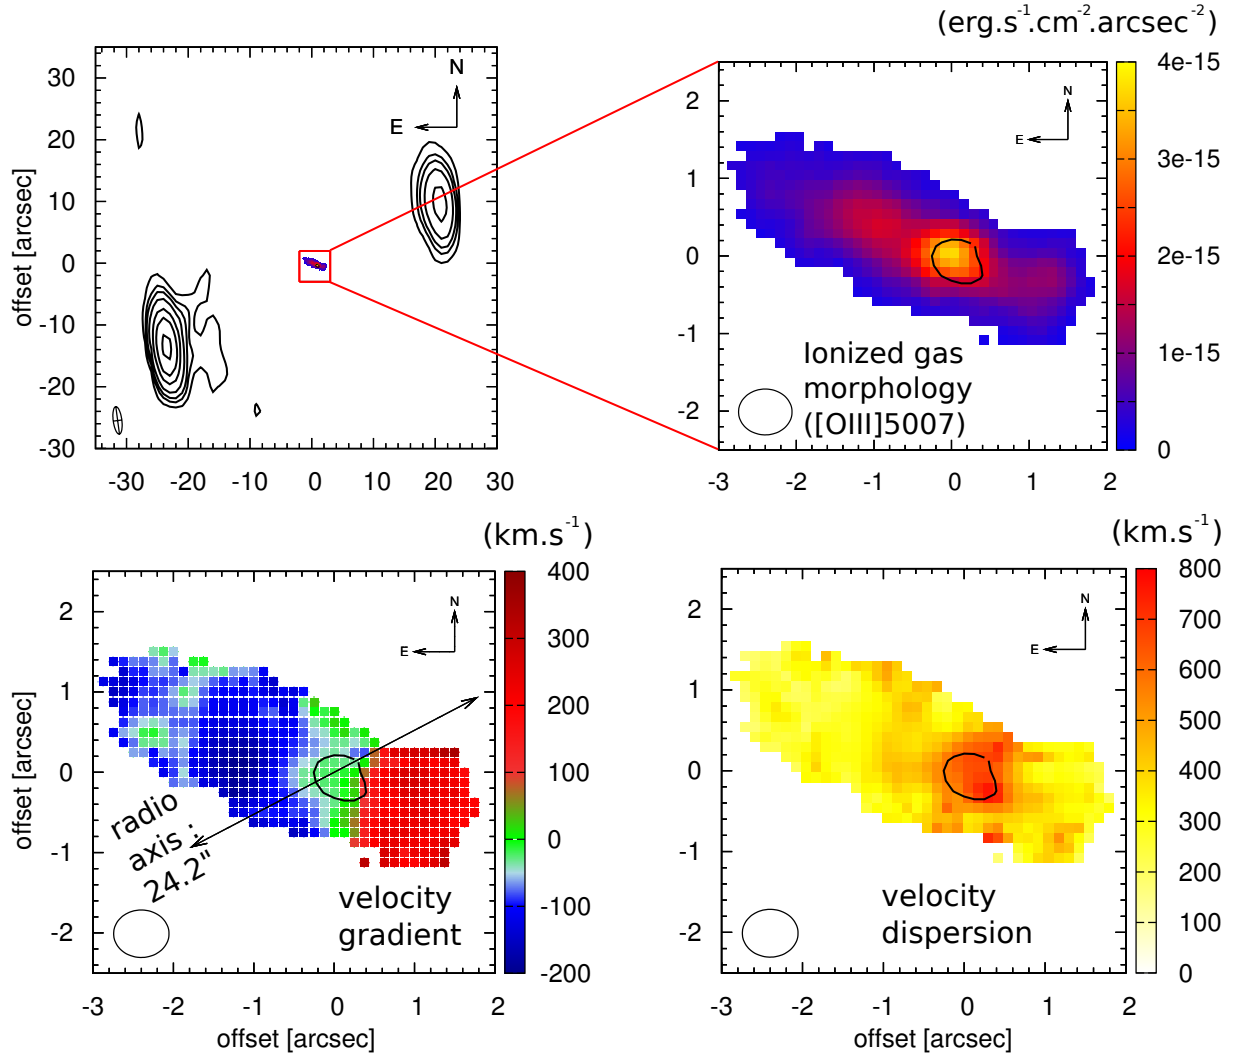 (erg.s⁻¹.cm⁻².arcsec⁻²)
30
20
10
0
-10
-20
-30
offset [arcsec]
N
E
-30 -20 -10 0 10 20 30
2
1
0
-1
-2
N
E
Ionized gas
morphology
([OIII]5007)
-3 -2 -1 0 1 2
4e-15
3e-15
2e-15
1e-15
0
(km.s⁻¹)
2
1
0
-1
-2
offset [arcsec]
N
E
radio
axis :
24.2"
velocity
gradient
-3 -2 -1 0 1 2
offset [arcsec]
400
300
200
100
0
-100
-200
(km.s⁻¹)
2
1
0
-1
-2
N
E
velocity
dispersion
-3 -2 -1 0 1 2
offset [arcsec]
800
700
600
500
400
300
200
100
0